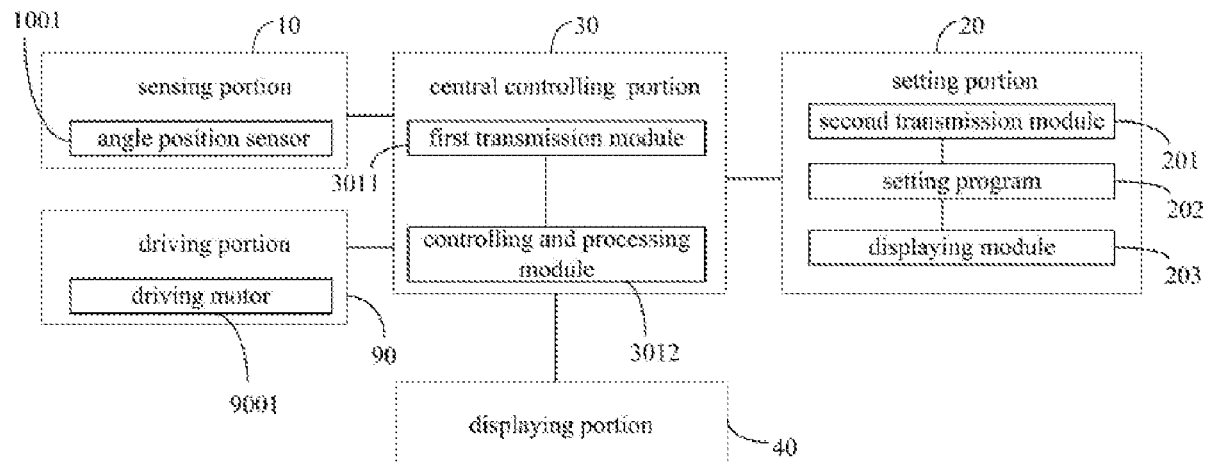 1001
10
30
20
sensing portion
angle position sensor
central controlling portion
first transmission module
3011
controlling and processing
module
3012
setting portion
second transmission module
201
setting program
202
displaying module
203
driving portion
driving motor
90
9001
displaying portion
40